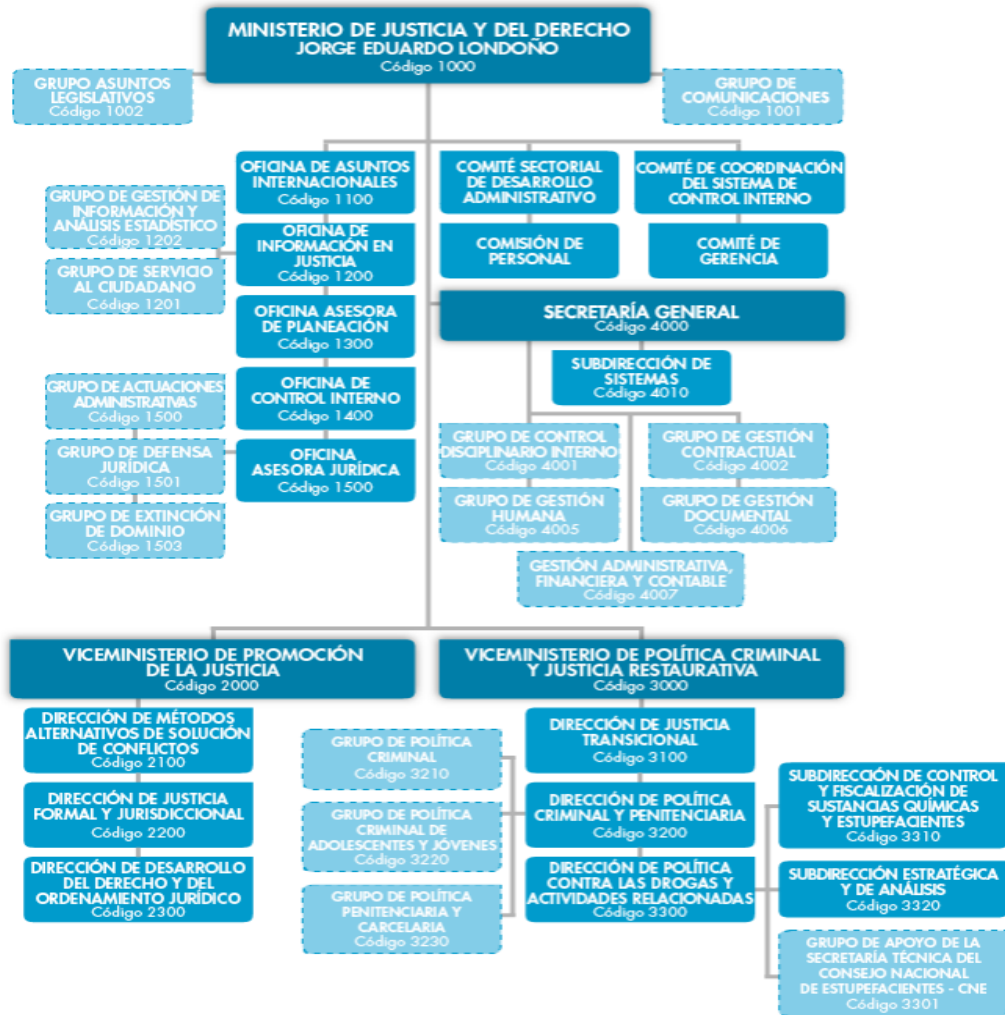 MINISTERIO DE JUSTICIA Y DEL DERECHO
JORGE EDUARDO LONDOÑO
Código 1000
GRUPO ASUNTOS
LEGISLATIVOS
Código 1002
GRUPO DE
COMUNICACIONES
Código 1001
OFICINA DE ASUNTOS
INTERNACIONALES
Código 1100
COMITÉ SECTORIAL
DE DESARROLLO
ADMINISTRATIVO
COMITÉ DE COORDINACIÓN
DEL SISTEMA DE
CONTROL INTERNO
GRUPO DE GESTIÓN DE
INFORMACIÓN Y
ANÁLISIS ESTADÍSTICO
Código 1202
OFICINA DE
INFORMACIÓN EN
JUSTICIA
Código 1200
COMISIÓN DE
PERSONAL
COMITÉ DE
GERENCIA
GRUPO DE SERVICIO
AL CIUDADANO
Código 1201
OFICINA ASESORA
DE PLANEACIÓN
Código 1300
SECRETARÍA GENERAL
Código 4000
SUBDIRECCIÓN DE
SISTEMAS
Código 4010
GRUPO DE ACTUACIONES
ADMINISTRATIVAS
Código 1500
OFICINA DE
CONTROL INTERNO
Código 1400
GRUPO DE DEFENSA
JURÍDICA
Código 1501
OFICINA
ASESORA JURÍDICA
Código 1500
GRUPO DE CONTROL
DISCIPLINARIO INTERNO
Código 4001
GRUPO DE GESTIÓN
CONTRACTUAL
Código 4002
GRUPO DE EXTINCIÓN
DE DOMINIO
Código 1503
GRUPO DE GESTIÓN
HUMANA
Código 4005
GRUPO DE GESTIÓN
DOCUMENTAL
Código 4006
GESTIÓN ADMINISTRATIVA,
FINANCIERA Y CONTABLE
Código 4007
VICEMINISTERIO DE PROMOCIÓN
DE LA JUSTICIA
Código 2000
VICEMINISTERIO DE POLÍTICA CRIMINAL
Y JUSTICIA RESTAURATIVA
Código 3000
DIRECCIÓN DE MÉTODOS
ALTERNATIVOS DE SOLUCIÓN
DE CONFLICTOS
Código 2100
DIRECCIÓN DE JUSTICIA
FORMAL Y JURISDICCIONAL
Código 2200
DIRECCIÓN DE DESARROLLO
DEL DERECHO Y DEL
ORDENAMIENTO JURÍDICO
Código 2300
GRUPO DE POLÍTICA
CRIMINAL
Código 3210
GRUPO DE POLÍTICA
CRIMINAL DE
ADOLESCENTES Y JÓVENES
Código 3220
GRUPO DE POLÍTICA
PENITENCIARIA Y
CARCELARIA
Código 3230
DIRECCIÓN DE JUSTICIA
TRANSICIONAL
Código 3100
DIRECCIÓN DE POLÍTICA
CRIMINAL Y PENITENCIARIA
Código 3200
DIRECCIÓN DE POLÍTICA
CONTRA LAS DROGAS Y
ACTIVIDADES RELACIONADAS
Código 3300
SUBDIRECCIÓN DE CONTROL
Y FISCALIZACIÓN DE
SUSTANCIAS QUÍMICAS
Y ESTUPEFACIENTES
Código 3310
SUBDIRECCIÓN ESTRATÉGICA
Y DE ANÁLISIS
Código 3320
GRUPO DE APOYO DE LA
SECRETARÍA TÉCNICA DEL
CONSEJO NACIONAL
DE ESTUPEFACIENTES - CNE
Código 3301